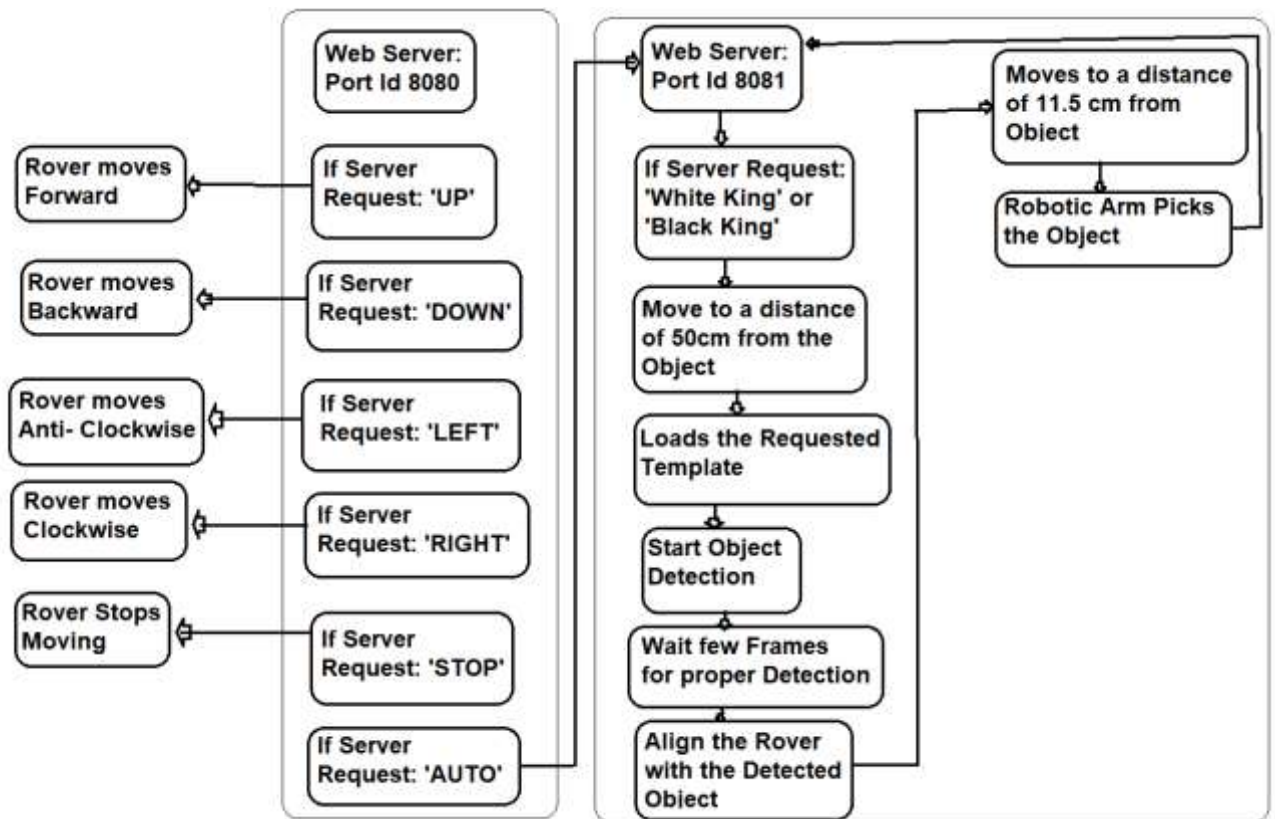 Web Server:
Port Id 8080
If Server
Request: 'UP'
Rover moves
Forward
If Server
Request: 'DOWN'
Rover moves
Backward
If Server
Request: 'LEFT'
Rover moves
Anti- Clockwise
If Server
Request: 'RIGHT'
Rover moves
Clockwise
If Server
Request: 'STOP'
Rover Stops
Moving
If Server
Request: 'AUTO'
Web Server:
Port Id 8081
If Server Request:
'White King' or
'Black King'
Move to a distance
of 50cm from the
Object
Loads the Requested
Template
Start Object
Detection
Wait few Frames
for proper Detection
Align the Rover
with the Detected
Object
Moves to a distance
of 11.5 cm from
Object
Robotic Arm Picks
the Object